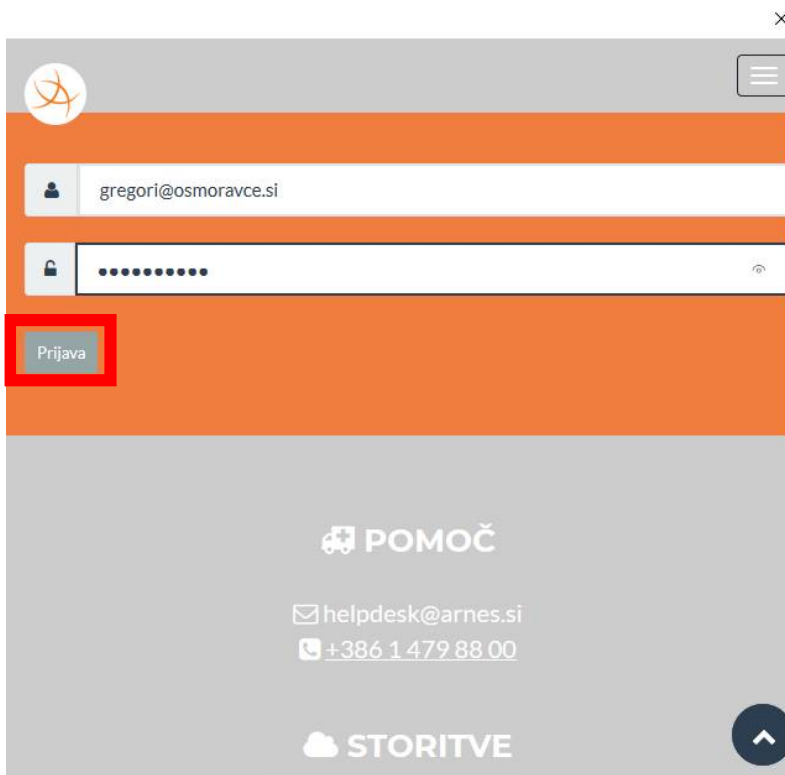 gregori@osmoravce.si
••••••••••
Prijava
POMOČ
helpdesk@arnes.si
+386 1 479 88 00
STORITVE